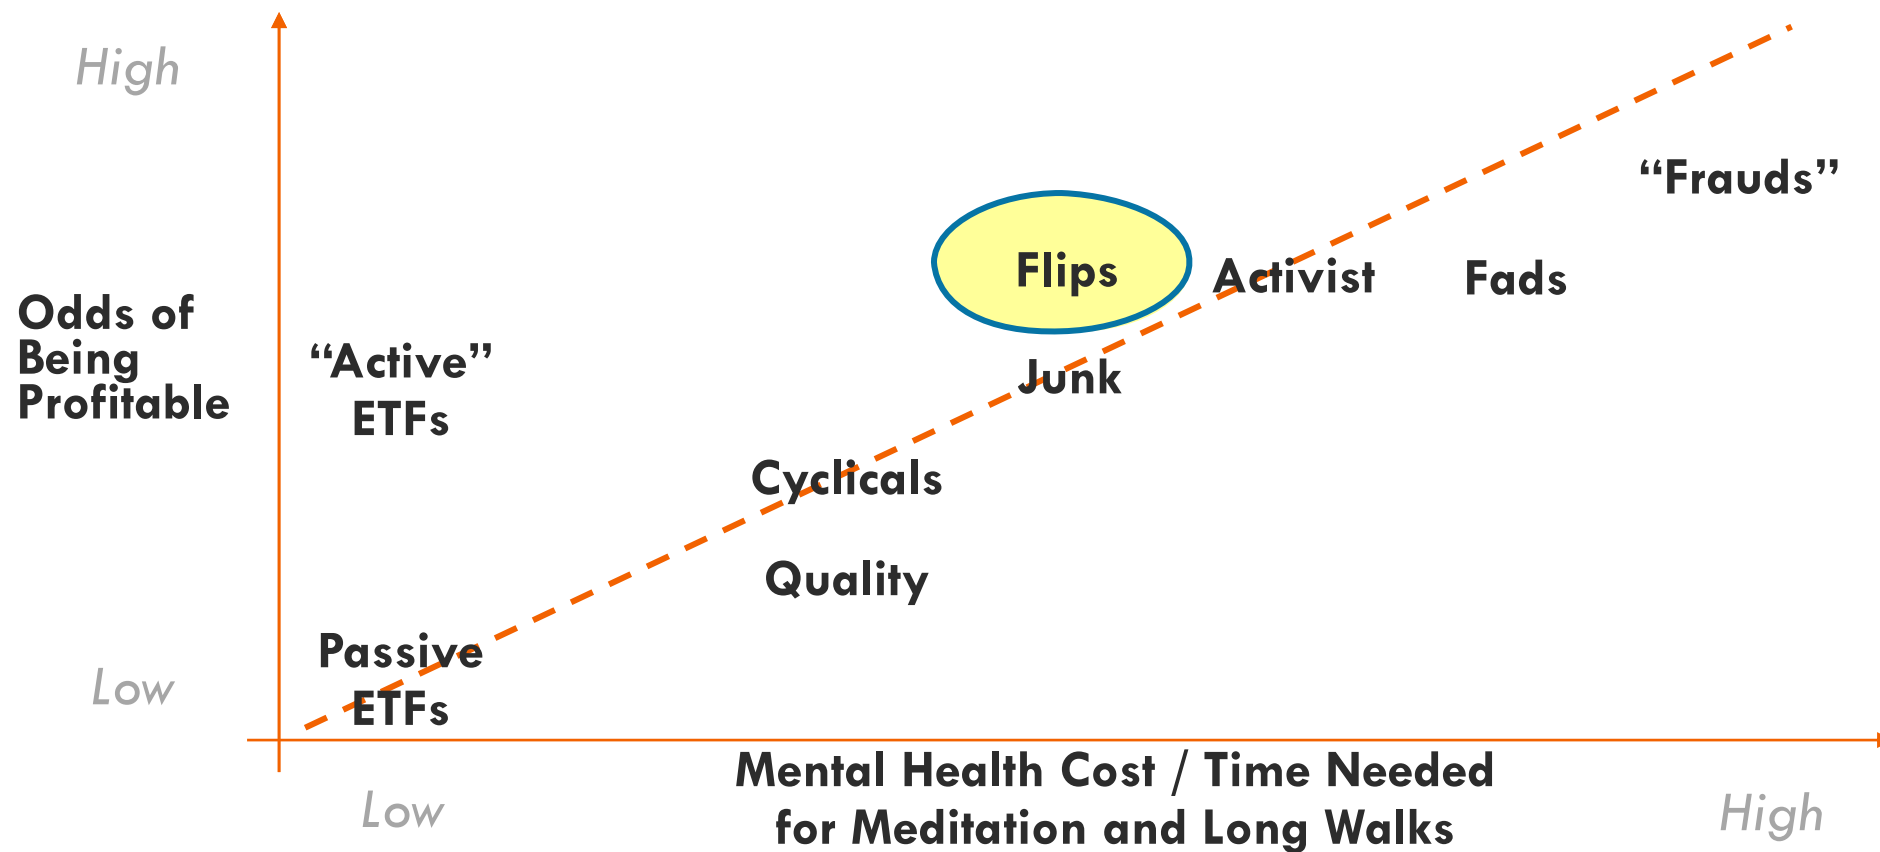 High
“Frauds”
Flips
Activist
Fads
Odds of
Being
Profitable
“Active”
ETFs
Junk
Cyclicals
Quality
Passive
ETFs
Low
Mental Health Cost / Time Needed
for Meditation and Long Walks
Low
High